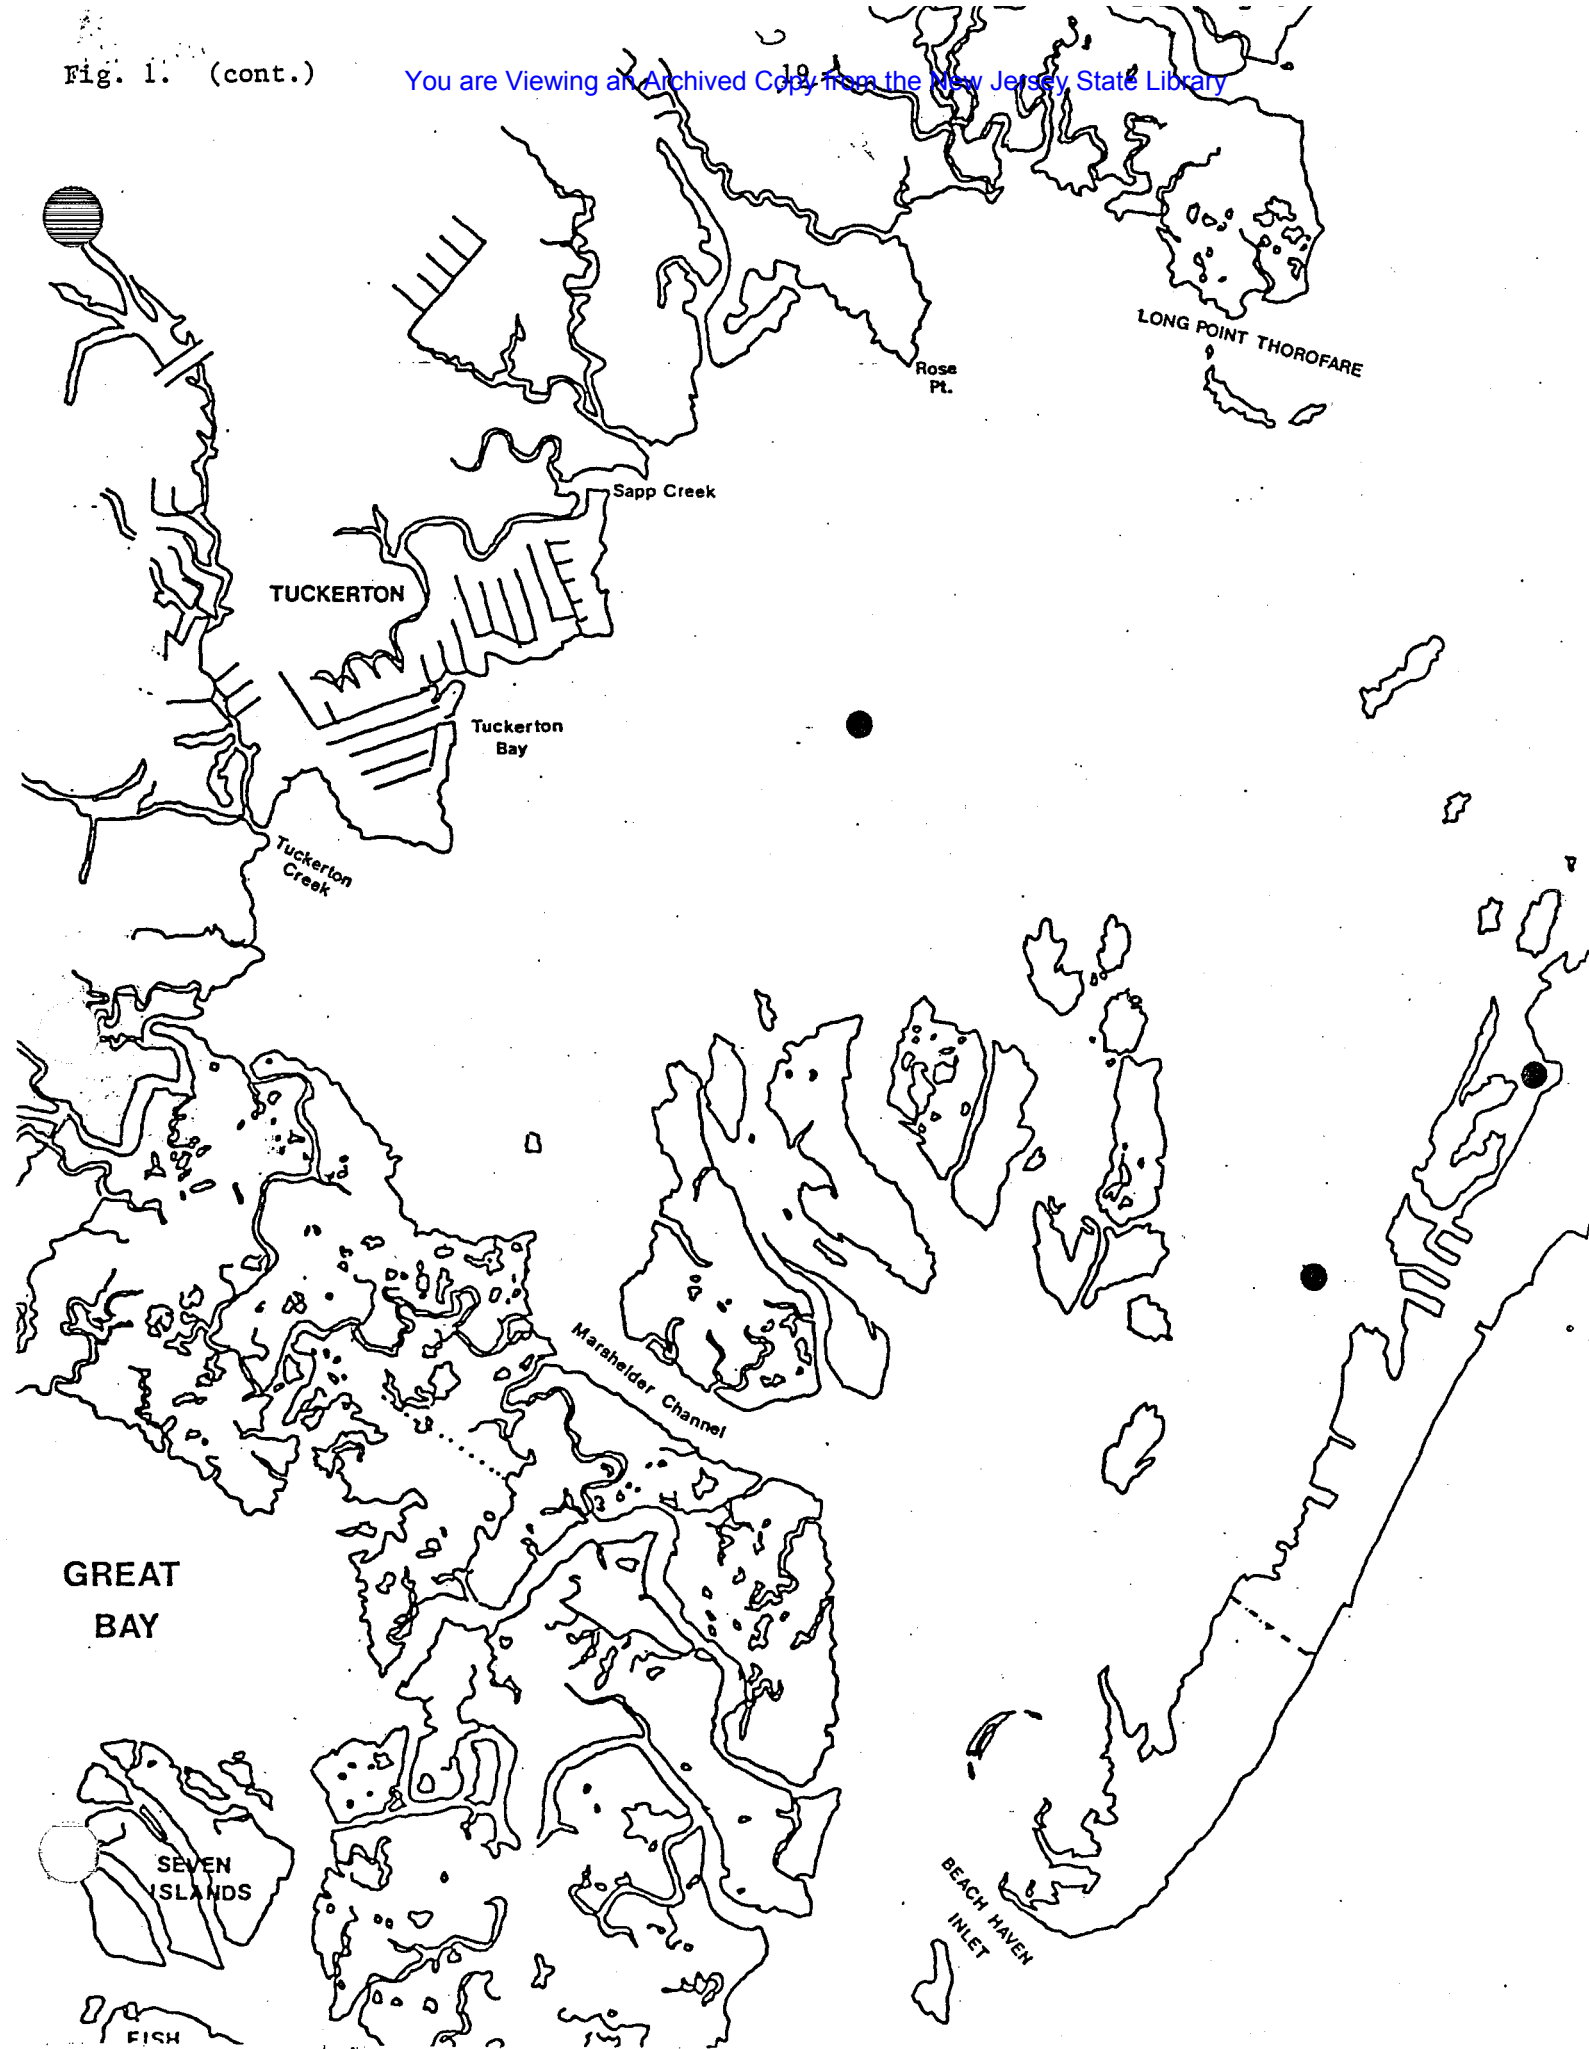 Fig. 1. (cont.)
19
You are Viewing an Archived Copy from the New Jersey State Library
LONG POINT THOROFARE
Rose
Pt.
Sapp Creek
TUCKERTON
Tuckerton
Bay
Tuckerton
Creek
Marshelder Channel
GREAT
BAY
SEVEN
ISLANDS
BEACH HAVEN
INLET
FISH